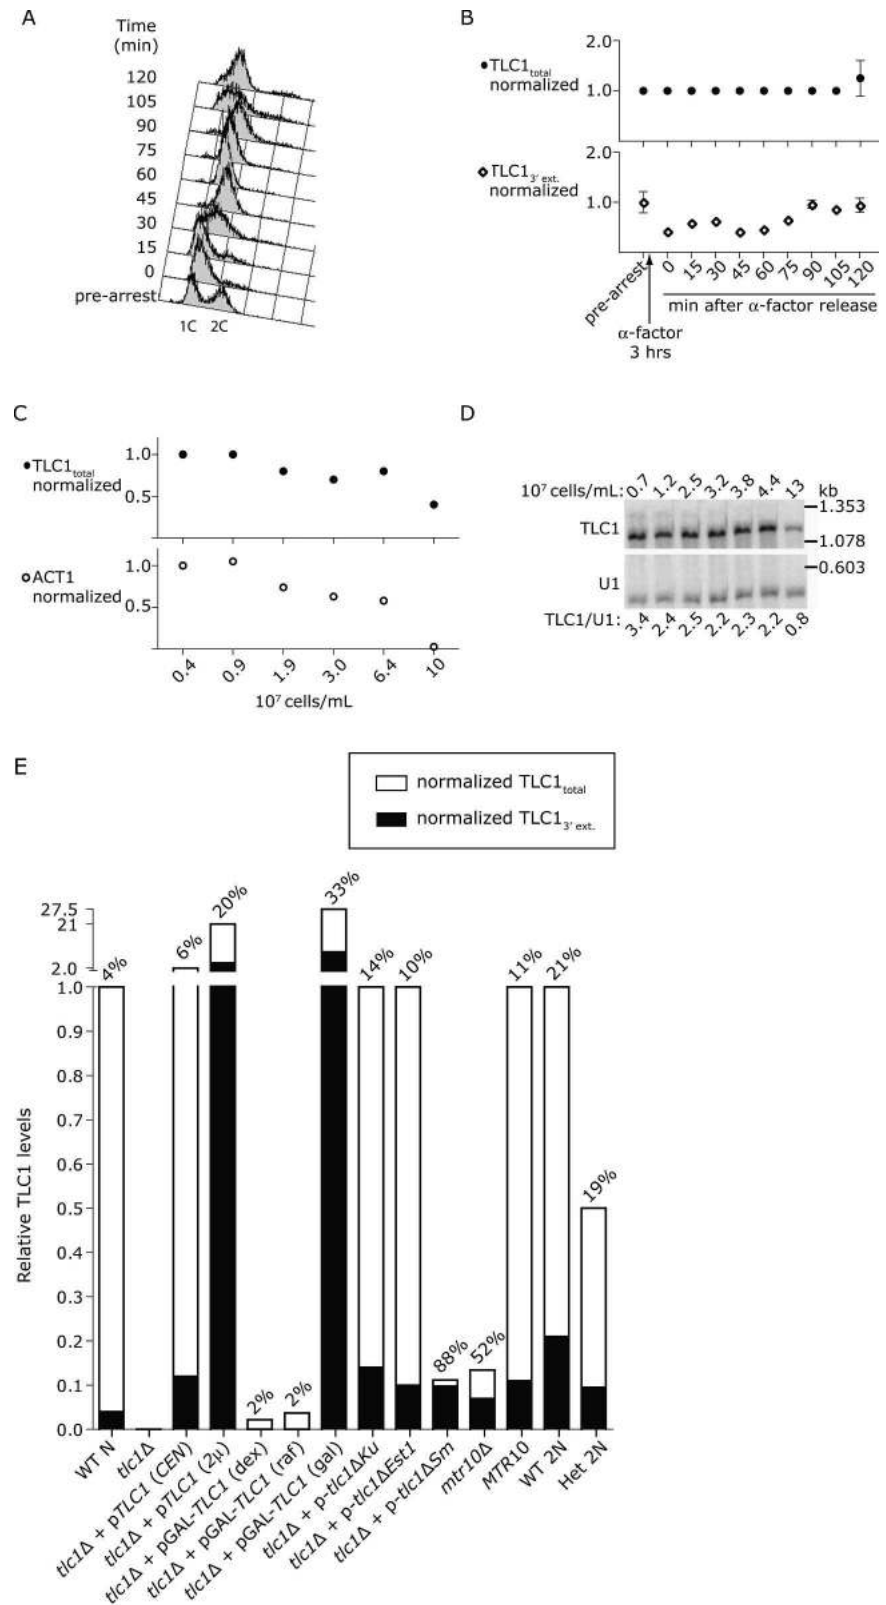 A
Time
(min)
120
105
90
75
60
45
30
15
0
pre-arrest
1C 2C
B
TLC1total
normalized
2.0
1.0
TLC13' ext.
normalized
2.0
1.0
pre-arrest 0 15 30 45 60 75 90 105 120
min after α-factor release
α-factor
3 hrs
C
TLC1total
normalized
1.0
0.5
ACT1
normalized
1.0
0.5
0.4 0.9 1.9 3.0 6.4 10
10⁷ cells/mL
D
10⁷ cells/mL: 0.7 1.2 2.5 3.2 3.8 4.4 13 kb
1.353
TLC1
1.078
0.603
U1
TLC1/U1: 3.4 2.4 2.5 2.2 2.3 2.2 0.8
E
normalized TLC1total
normalized TLC13' ext.
Relative TLC1 levels
27.5
21
2.0
1.0
0.9
0.8
0.7
0.6
0.5
0.4
0.3
0.2
0.1
0.0
4% 6% 20% 2% 2% 33% 14% 10% 88% 52% 11% 21% 19%
WT N
tlc1Δ
tlc1Δ + pTLC1 (CEN)
tlc1Δ + pTLC1 (2μ)
tlc1Δ + pGAL-TLC1 (dex)
tlc1Δ + pGAL-TLC1 (raf)
tlc1Δ + pGAL-TLC1 (gal)
tlc1Δ + p-tlc1ΔKu
tlc1Δ + p-tlc1ΔEst1
tlc1Δ + p-tlc1ΔSm
mtr10Δ
MTR10
WT 2N
Het 2N